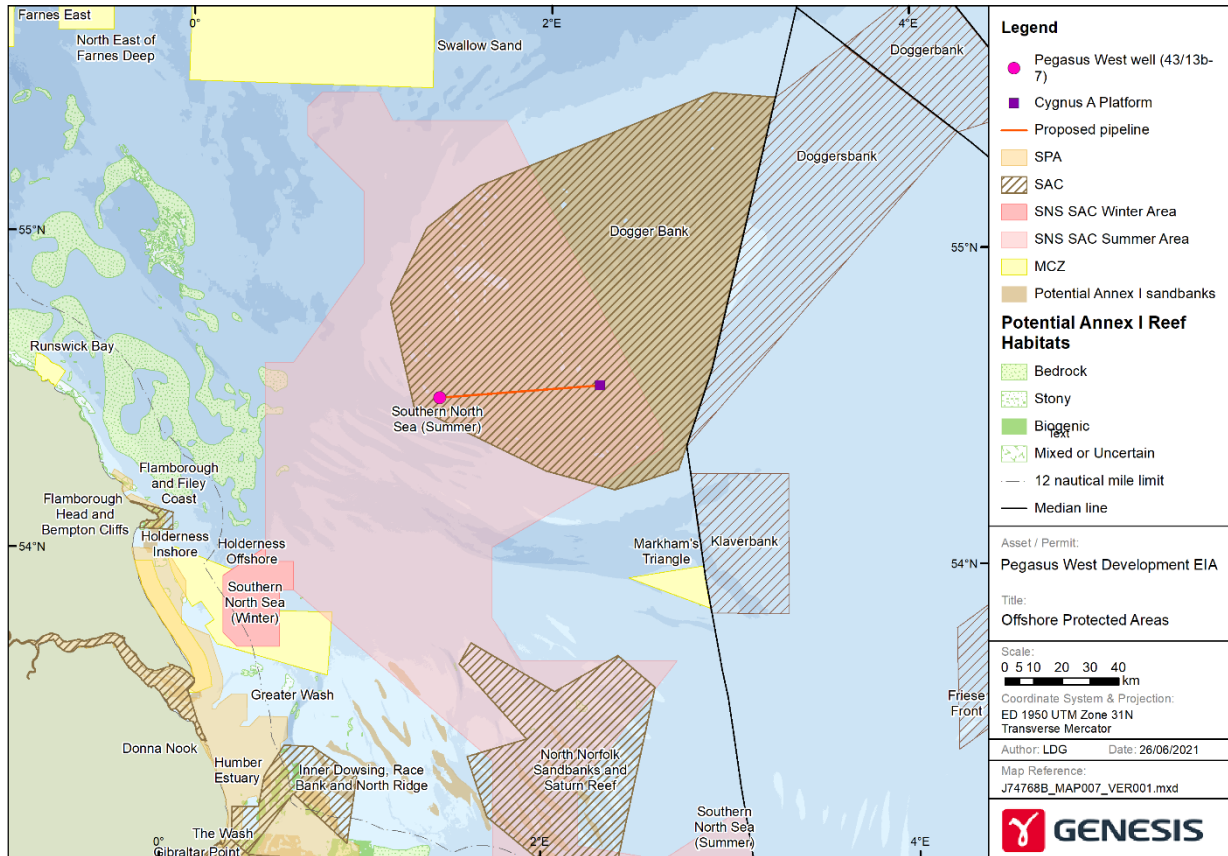 Farnes East
North East of
Farnes Deep
0°
2°E
4°E
Swallow Sand
Doggerbank
Doggersbank
55°N
55°N
Dogger Bank
Runswick Bay
Southern North
Sea (Summer)
Flamborough
and Filey
Coast
Flamborough
Head and
Bempton Cliffs
Holderness
Inshore
Holderness
Offshore
54°N
54°N
Markham's
Triangle
Klaverbank
Southern
North Sea
(Winter)
Greater Wash
Friese
Front
Donna Nook
Humber
Estuary
Inner Dowsing, Race
Bank and North Ridge
North Norfolk
Sandbanks and
Saturn Reef
Southern
North Sea
(Summer)
The Wash
Gibraltar Point
0°
2°E
4°E
Legend
Pegasus West well (43/13b-
7)
Cygnus A Platform
Proposed pipeline
SPA
SAC
SNS SAC Winter Area
SNS SAC Summer Area
MCZ
Potential Annex I sandbanks
Potential Annex I Reef
Habitats
Bedrock
Stony
Biogenic
Text
Mixed or Uncertain
12 nautical mile limit
Median line
Asset / Permit:
Pegasus West Development EIA
Title:
Offshore Protected Areas
Scale:
0 5 10 20 30 40
km
Coordinate System & Projection:
ED 1950 UTM Zone 31N
Transverse Mercator
Author: LDG Date: 26/06/2021
Map Reference:
J74768B_MAP007_VER001.mxd
GENESIS